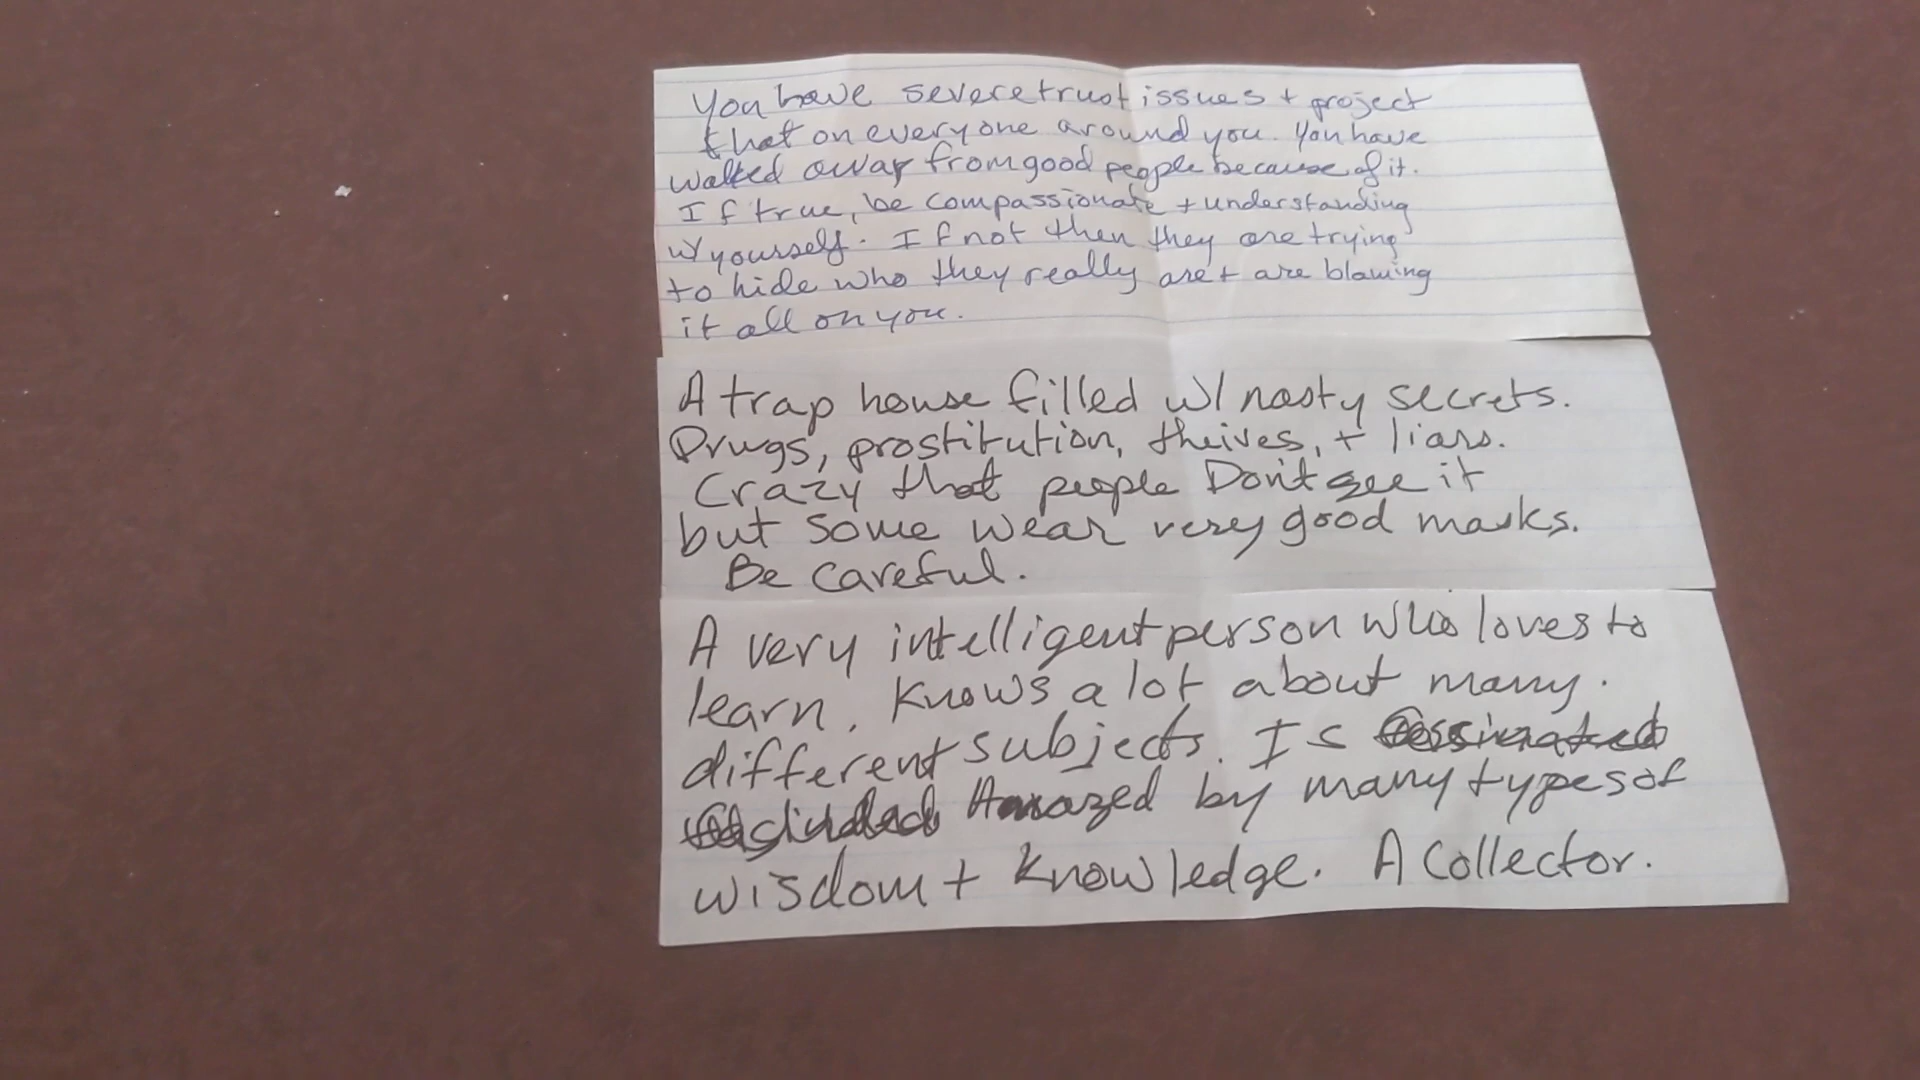 You have severe trust issues + project
that on everyone around you. You have
walked away from good people because of it.
If true, be compassionate + understanding
w/ yourself. If not then they are trying
to hide who they really are + are blaming
it all on you.
A trap house filled w/ nasty secrets.
Drugs, prostitution, theives, + liars.
Crazy that people Don't see it
but some wear very good masks.
Be careful.
A very intelligent person who loves to
learn. Knows a lot about many
different subjects. Is
Amazed by many types of
wisdom + knowledge. A Collector.